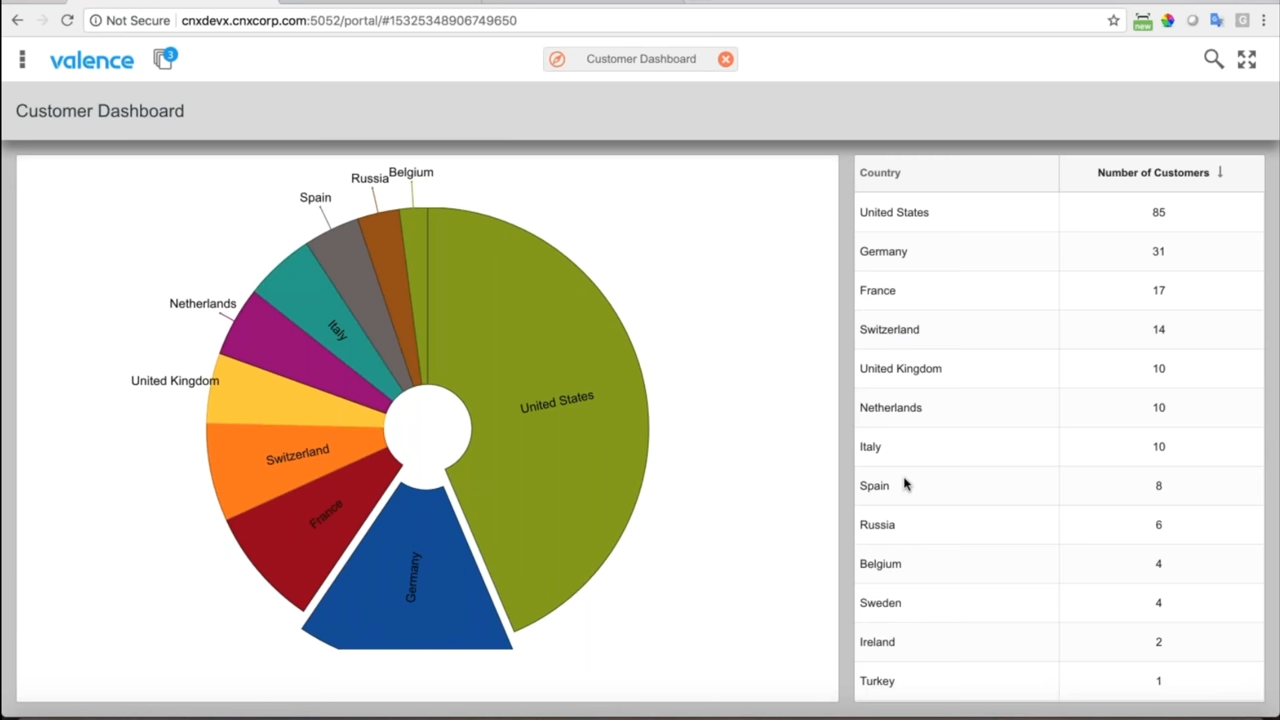 Not Secure cnxdevx.cnxcorp.com:5052/portal/#15325348906749650
new
G
valence
3
Customer Dashboard
Customer Dashboard
Belgium
Russia
Spain
Netherlands
Italy
United Kingdom
United States
Switzerland
France
Germany
Country Number of Customers ↓
United States 85
Germany 31
France 17
Switzerland 14
United Kingdom 10
Netherlands 10
Italy 10
Spain 8
Russia 6
Belgium 4
Sweden 4
Ireland 2
Turkey 1